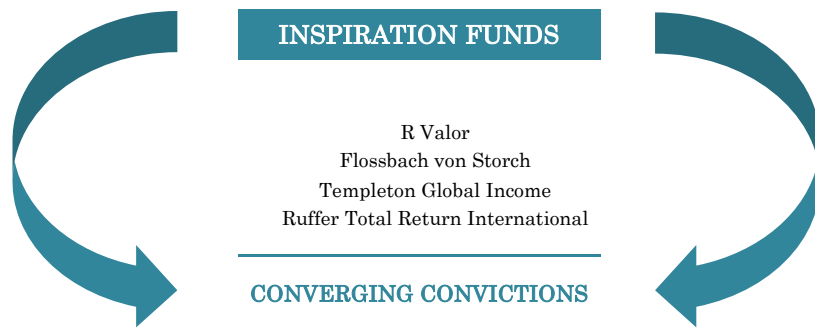 INSPIRATION FUNDS
R Valor
Flossbach von Storch
Templeton Global Income
Ruffer Total Return International
CONVERGING CONVICTIONS